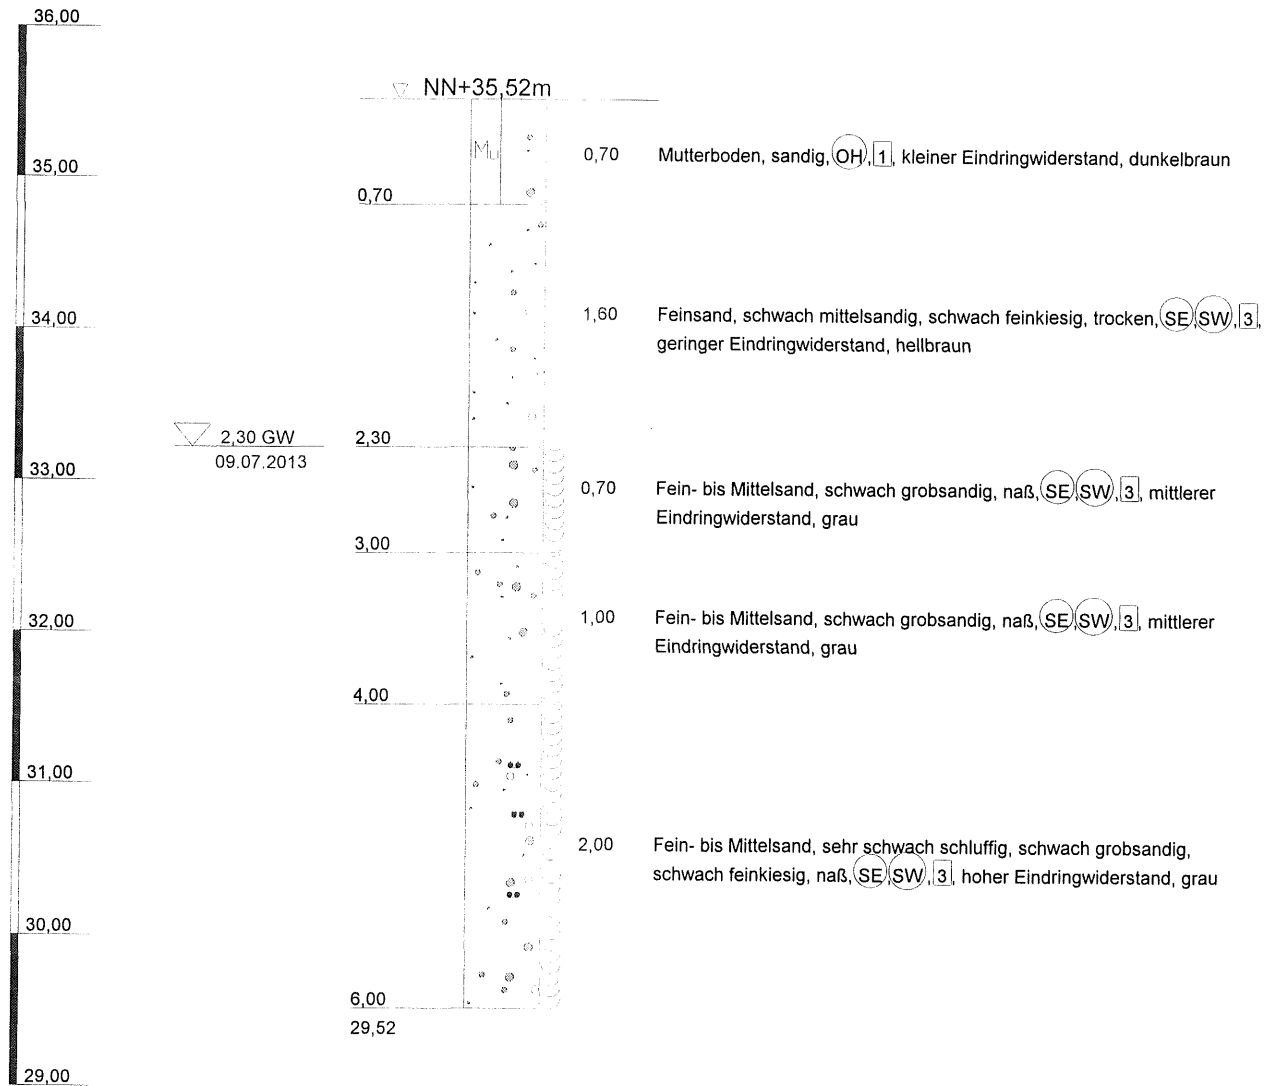 36,00
NN+35,52m
Mu
0,70 Mutterboden, sandig, OH, 1, kleiner Eindringwiderstand, dunkelbraun
35,00
0,70
1,60 Feinsand, schwach mittelsandig, schwach feinkiesig, trocken, SE, SW, 3,
geringer Eindringwiderstand, hellbraun
34,00
2,30 GW
09.07.2013
2,30
33,00
0,70 Fein- bis Mittelsand, schwach grobsandig, naß, SE, SW, 3, mittlerer
Eindringwiderstand, grau
3,00
32,00
1,00 Fein- bis Mittelsand, schwach grobsandig, naß, SE, SW, 3, mittlerer
Eindringwiderstand, grau
4,00
31,00
2,00 Fein- bis Mittelsand, sehr schwach schluffig, schwach grobsandig,
schwach feinkiesig, naß, SE, SW, 3, hoher Eindringwiderstand, grau
30,00
6,00
29,52
29,00